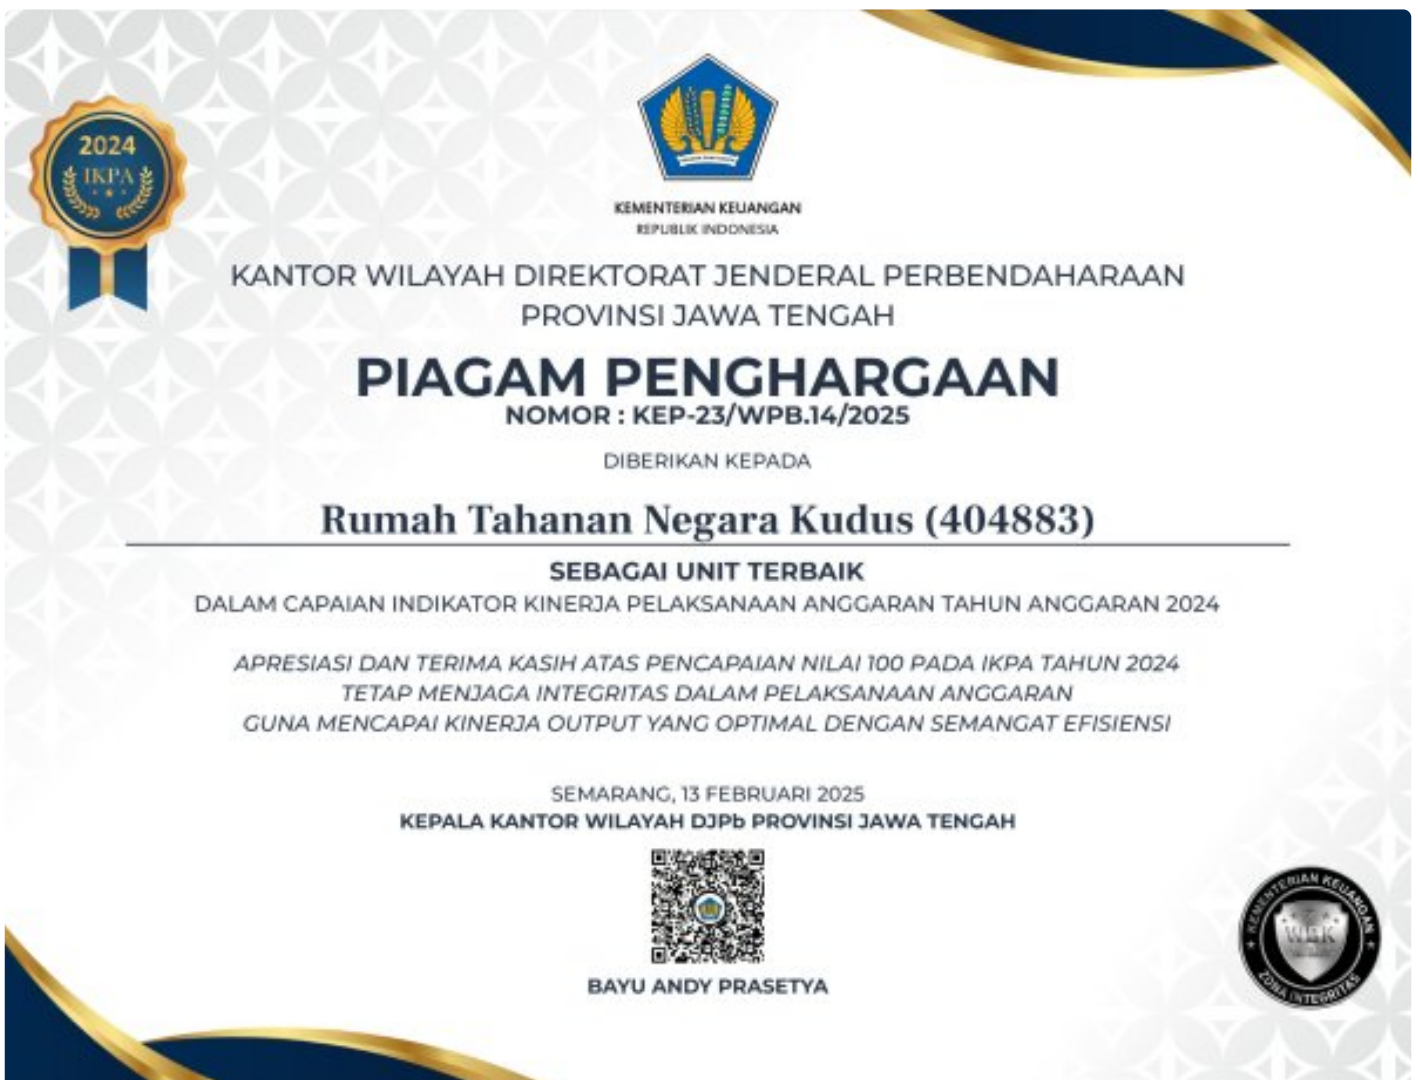 2024
IKPA
KEMENTERIAN KEUANGAN
REPUBLIK INDONESIA
KANTOR WILAYAH DIREKTORAT JENDERAL PERBENDAHARAAN
PROVINSI JAWA TENGAH
PIAGAM PENGHARGAAN
NOMOR : KEP-23/WPB.14/2025
DIBERIKAN KEPADA
Rumah Tahanan Negara Kudus (404883)
SEBAGAI UNIT TERBAIK
DALAM CAPAIAN INDIKATOR KINERJA PELAKSANAAN ANGGARAN TAHUN ANGGARAN 2024
APRESIASI DAN TERIMA KASIH ATAS PENCAPAIAN NILAI 100 PADA IKPA TAHUN 2024
TETAP MENJAGA INTEGRITAS DALAM PELAKSANAAN ANGGARAN
GUNA MENCAPAI KINERJA OUTPUT YANG OPTIMAL DENGAN SEMANGAT EFISIENSI
SEMARANG, 13 FEBRUARI 2025
KEPALA KANTOR WILAYAH DJPb PROVINSI JAWA TENGAH
BAYU ANDY PRASETYA
KEMENTERIAN KEUANGAN
WBK
ZONA INTEGRITAS